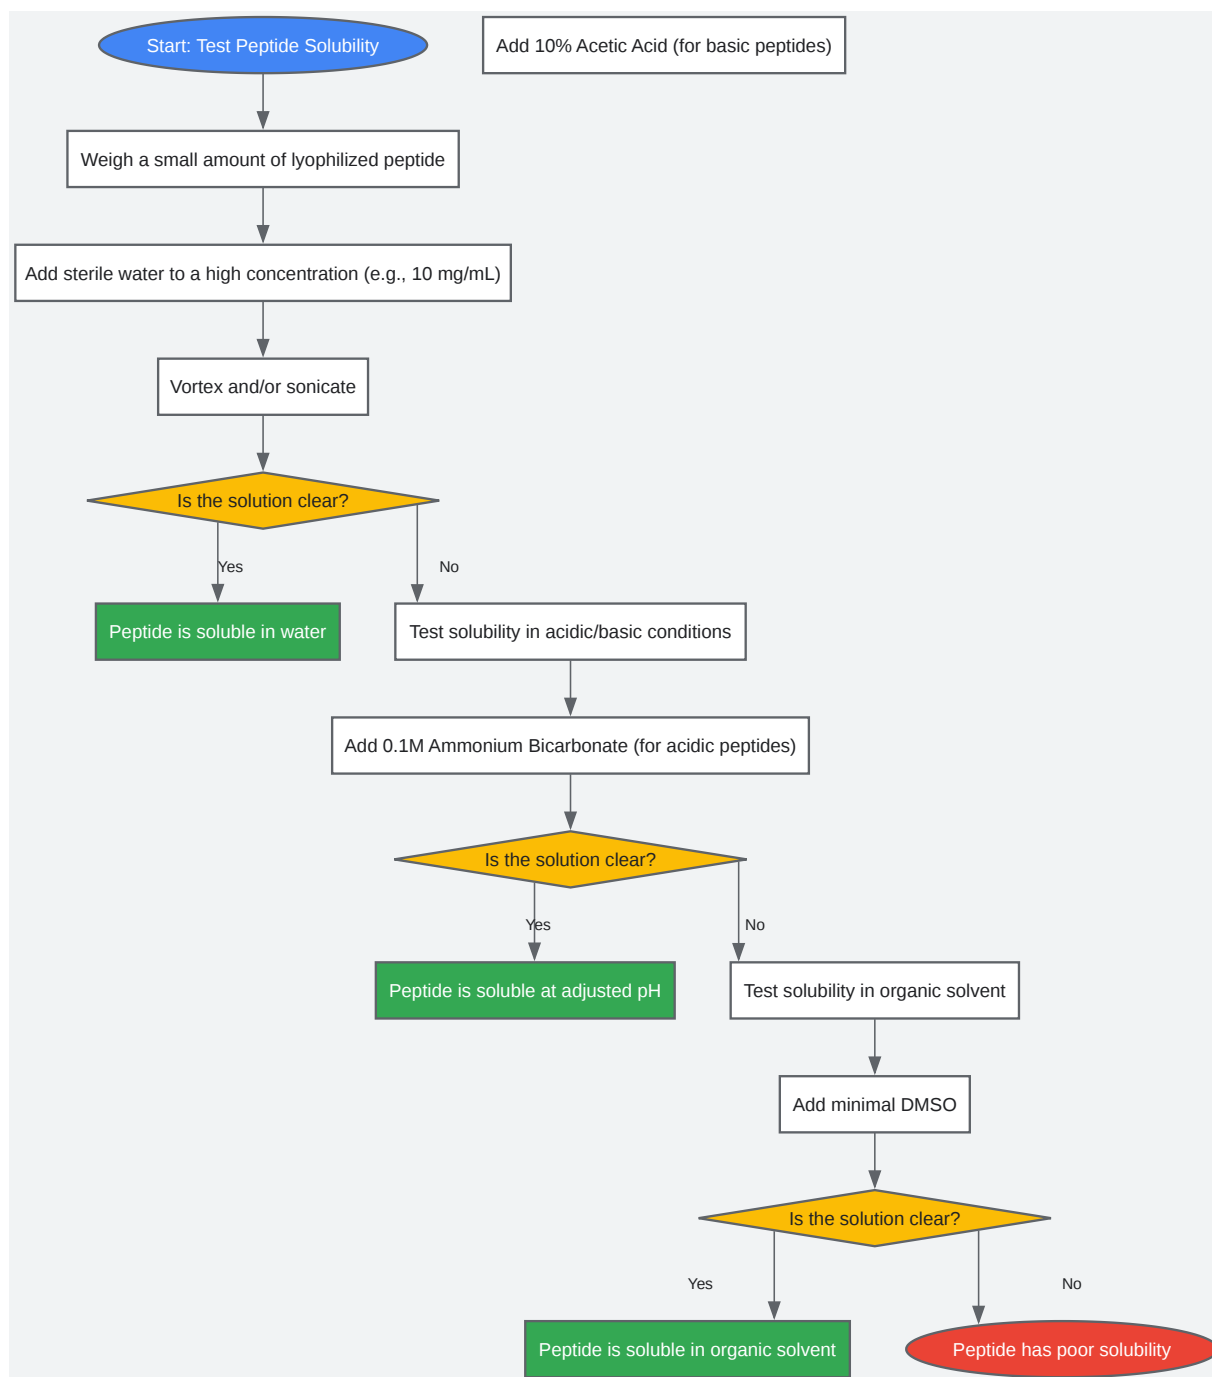 Start: Test Peptide Solubility
Add 10% Acetic Acid (for basic peptides)
Weigh a small amount of lyophilized peptide
Add sterile water to a high concentration (e.g., 10 mg/mL)
Vortex and/or sonicate
Is the solution clear?
Yes
No
Peptide is soluble in water
Test solubility in acidic/basic conditions
Add 0.1M Ammonium Bicarbonate (for acidic peptides)
Is the solution clear?
Yes
No
Peptide is soluble at adjusted pH
Test solubility in organic solvent
Add minimal DMSO
Is the solution clear?
Yes
No
Peptide is soluble in organic solvent
Peptide has poor solubility